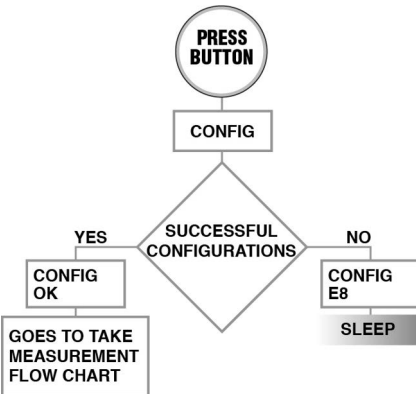 PRESS
BUTTON
CONFIG
SUCCESSFUL
CONFIGURATIONS
YES
NO
CONFIG
OK
CONFIG
E8
GOES TO TAKE
MEASUREMENT
FLOW CHART
SLEEP